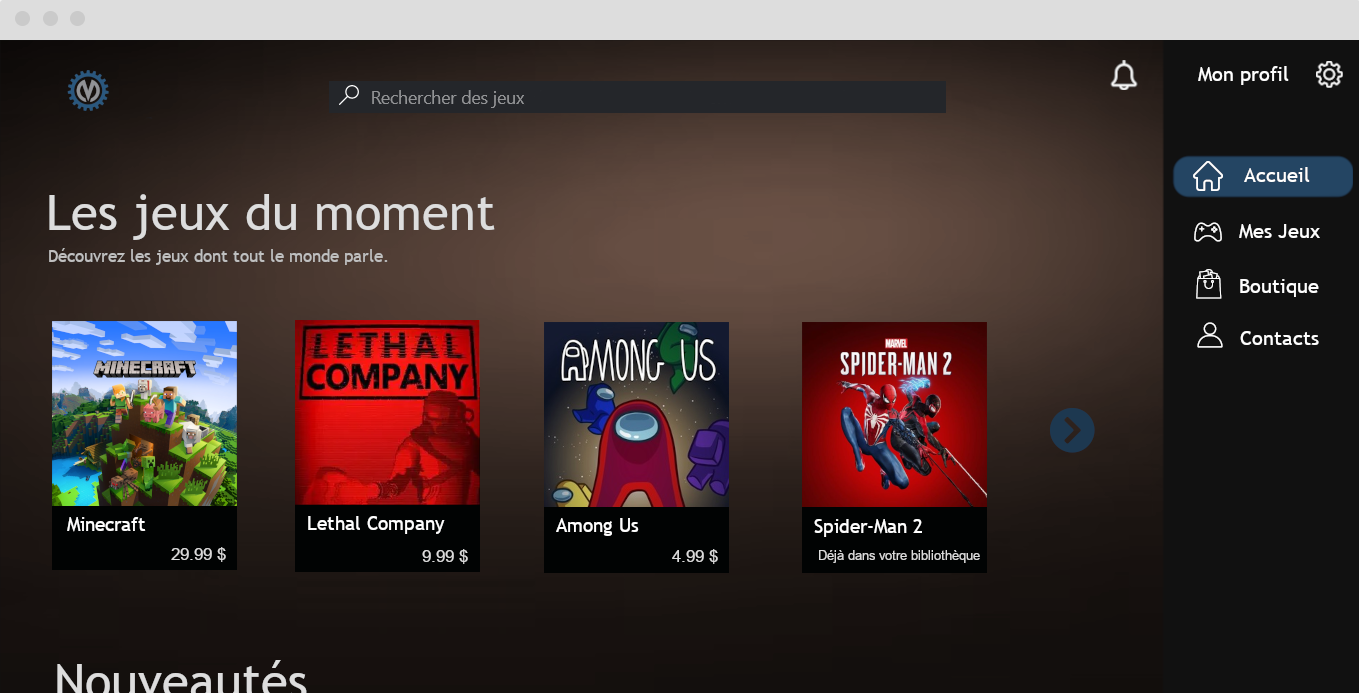 Rechercher des jeux
Mon profil
Accueil
Mes Jeux
Boutique
Contacts
Les jeux du moment
Découvrez les jeux dont tout le monde parle.
MINECRAFT
Minecraft
29.99 $
LETHAL
COMPANY
Lethal Company
9.99 $
AMONG US
Among Us
4.99 $
MARVEL
SPIDER-MAN 2
Spider-Man 2
Déjà dans votre bibliothèque
Nouveautés